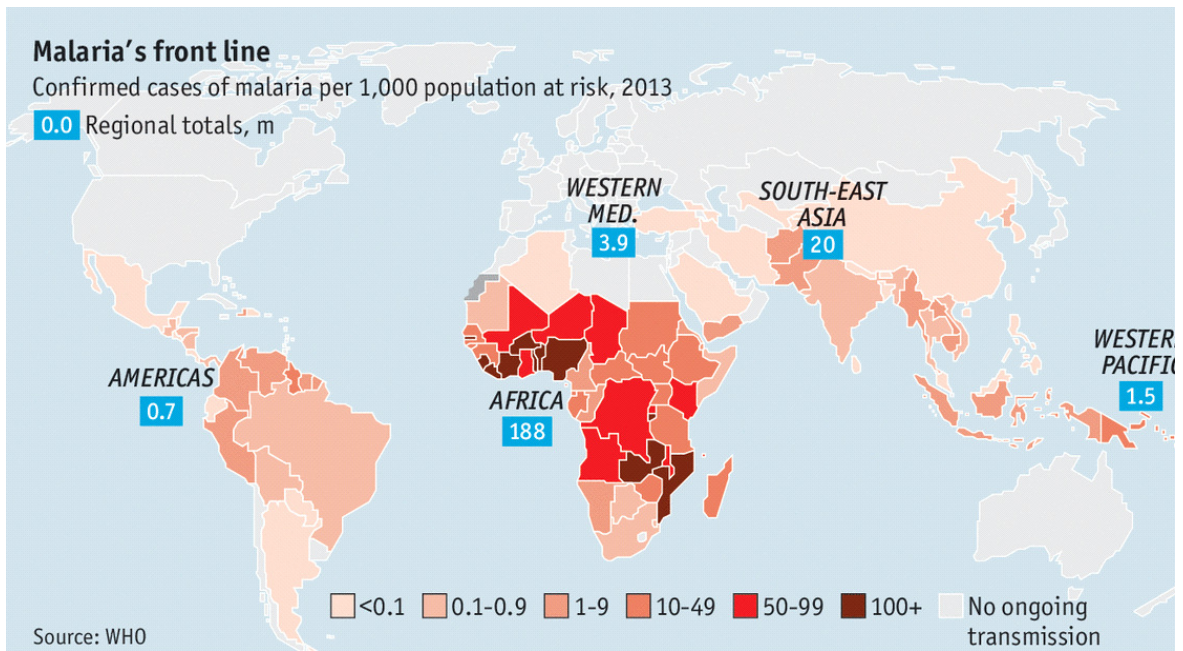 Malaria's front line
Confirmed cases of malaria per 1,000 population at risk, 2013
0.0 Regional totals, m
WESTERN
MED.
3.9
SOUTH-EAST
ASIA
20
WESTER
PACIFIC
1.5
AMERICAS
0.7
AFRICA
188
<0.1
0.1-0.9
1-9
10-49
50-99
100+
No ongoing
transmission
Source: WHO